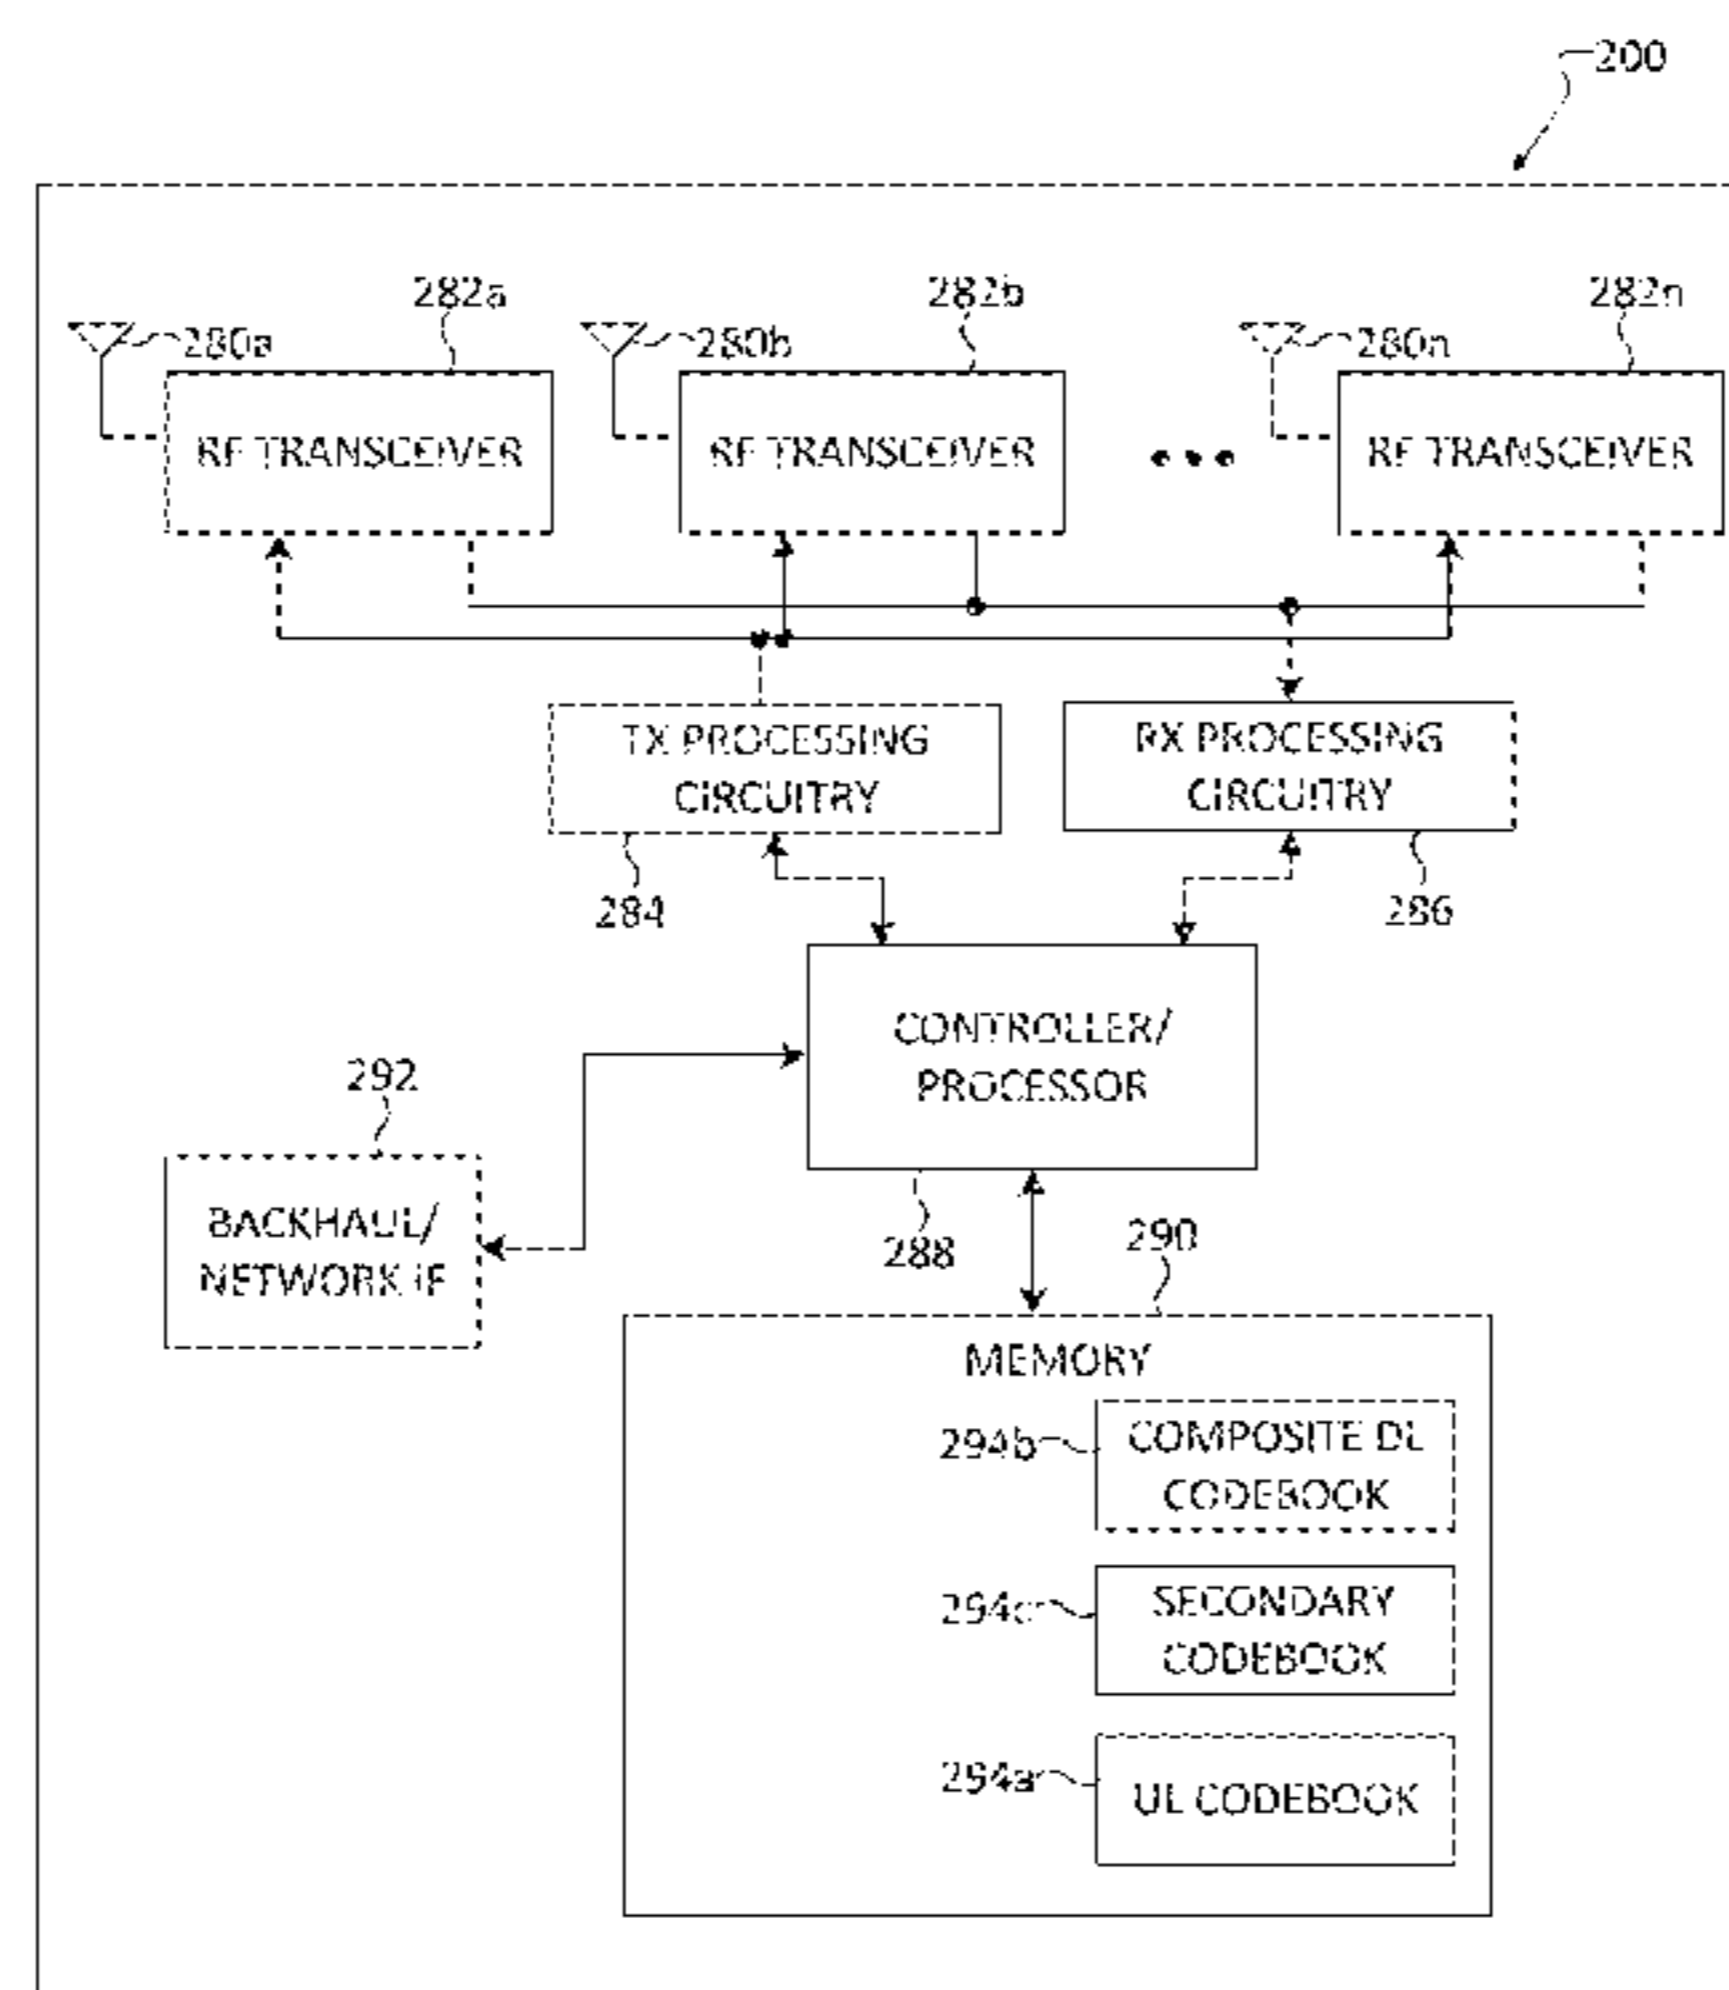 200
282a 282b 282n
280a 280b 280n
RF TRANSCEIVER RF TRANSCEIVER RF TRANSCEIVER
TX PROCESSING
CIRCUITRY
RX PROCESSING
CIRCUITRY
284
286
CONTROLLER/
PROCESSOR
292
BACKHAUL/
NETWORK IF
288
290
MEMORY
294b
COMPOSITE DL
CODEBOOK
294c
SECONDARY
CODEBOOK
294a
UL CODEBOOK